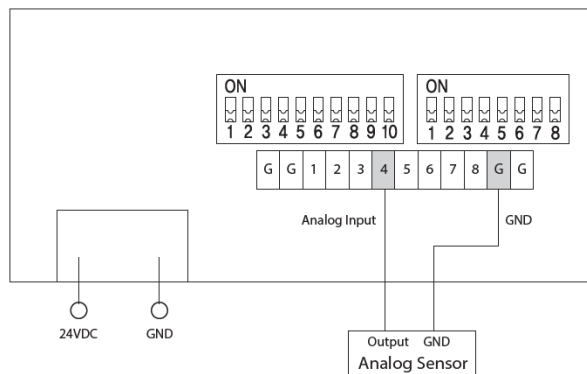 ON ON
1 2 3 4 5 6 7 8 9 10 1 2 3 4 5 6 7 8
G G 1 2 3 4 5 6 7 8 G G
Analog Input GND
24VDC GND
Output GND
Analog Sensor